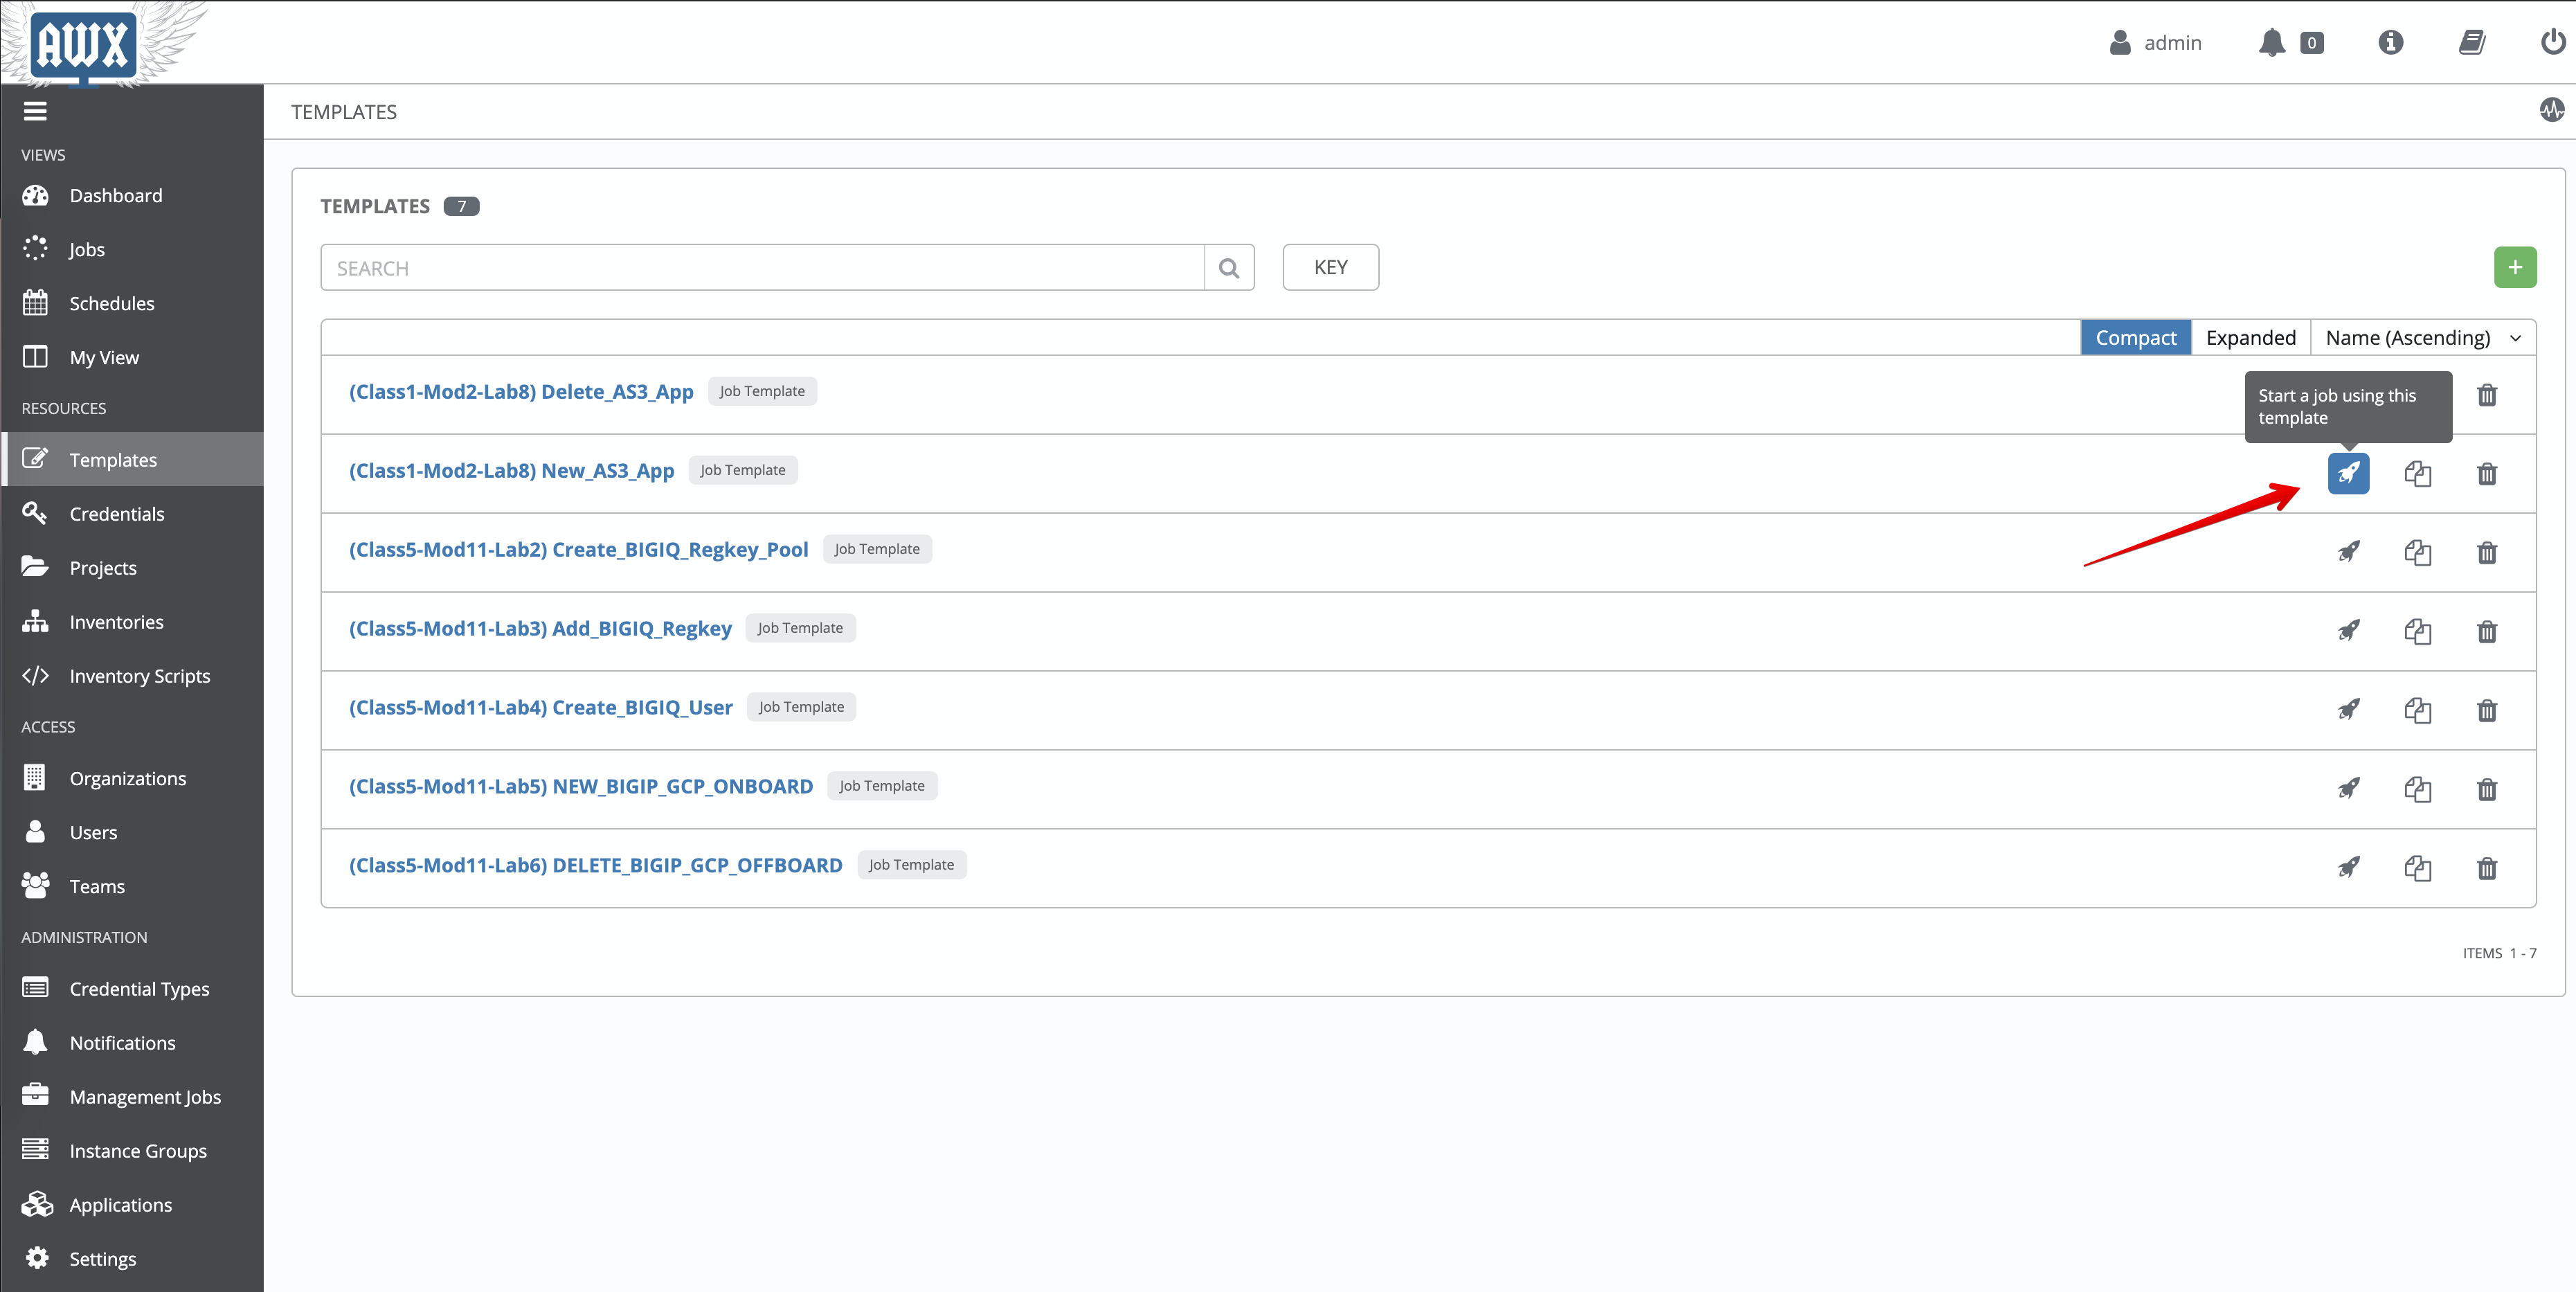 AWX
admin
0
TEMPLATES
VIEWS
Dashboard
Jobs
Schedules
My View
RESOURCES
Templates
Credentials
Projects
Inventories
Inventory Scripts
ACCESS
Organizations
Users
Teams
ADMINISTRATION
Credential Types
Notifications
Management Jobs
Instance Groups
Applications
Settings
TEMPLATES 7
SEARCH
KEY
+
Compact Expanded Name (Ascending)
(Class1-Mod2-Lab8) Delete_AS3_App Job Template
Start a job using this
template
(Class1-Mod2-Lab8) New_AS3_App Job Template
(Class5-Mod11-Lab2) Create_BIGIQ_Regkey_Pool Job Template
(Class5-Mod11-Lab3) Add_BIGIQ_Regkey Job Template
(Class5-Mod11-Lab4) Create_BIGIQ_User Job Template
(Class5-Mod11-Lab5) NEW_BIGIP_GCP_ONBOARD Job Template
(Class5-Mod11-Lab6) DELETE_BIGIP_GCP_OFFBOARD Job Template
ITEMS 1 - 7